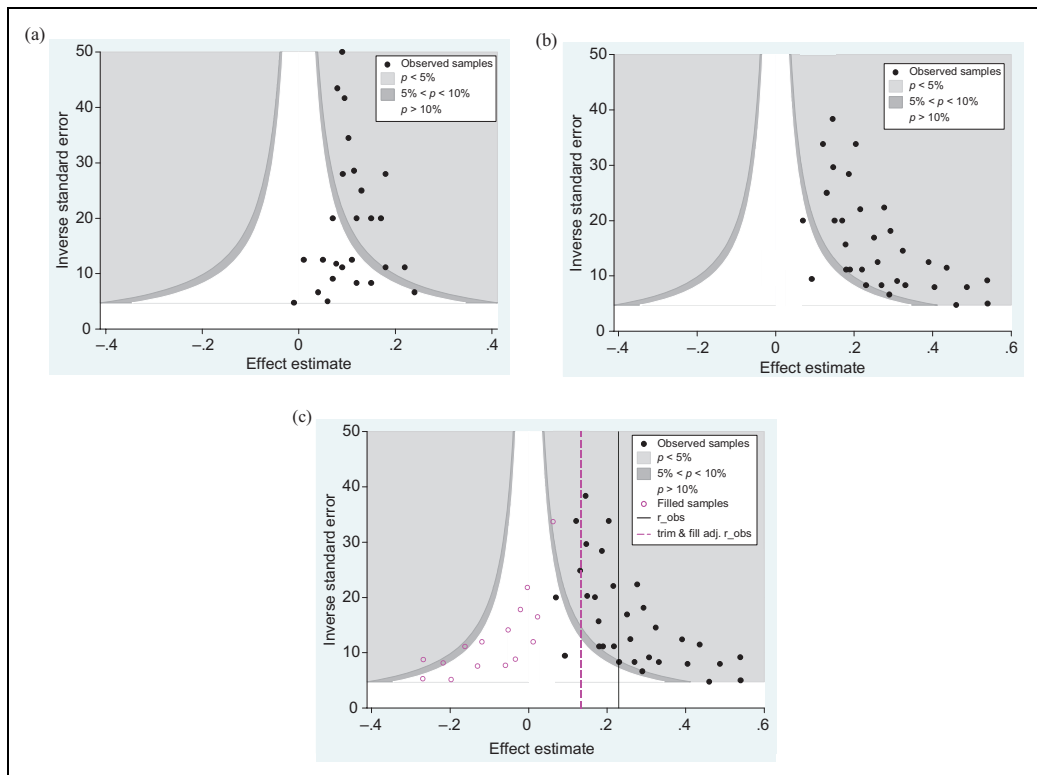 (a)
50
40
30
20
10
0
Inverse standard error
Observed samples
p < 5%
5% < p < 10%
p > 10%
–.4
–.2
0
.2
.4
Effect estimate
(b)
50
40
30
20
10
0
Inverse standard error
Observed samples
p < 5%
5% < p < 10%
p > 10%
–.4
–.2
0
.2
.4
.6
Effect estimate
(c)
50
40
30
20
10
0
Inverse standard error
Observed samples
p < 5%
5% < p < 10%
p > 10%
Filled samples
r_obs
trim & fill adj. r_obs
–.4
–.2
0
.2
.4
.6
Effect estimate